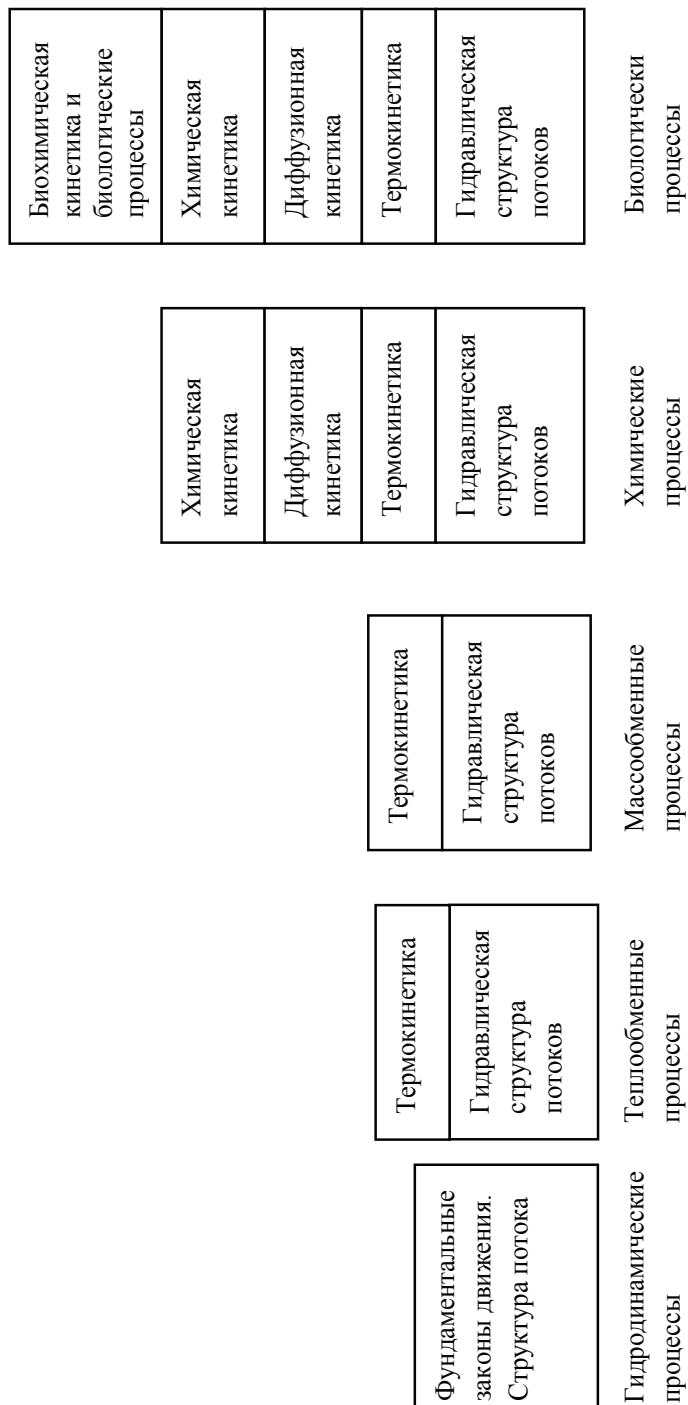 Фундаментальные
законы движения.
Структура потока
Гидродинамические
процессы
Термокинетика
Гидравлическая
структура
потоков
Теплообменные
процессы
Термокинетика
Гидравлическая
структура
потоков
Массообменные
процессы
Химическая
кинетика
Диффузионная
кинетика
Термокинетика
Гидравлическая
структура
потоков
Химические
процессы
Биохимическая
кинетика и
биологические
процессы
Химическая
кинетика
Диффузионная
кинетика
Термокинетика
Гидравлическая
структура
потоков
Биологически
процессы